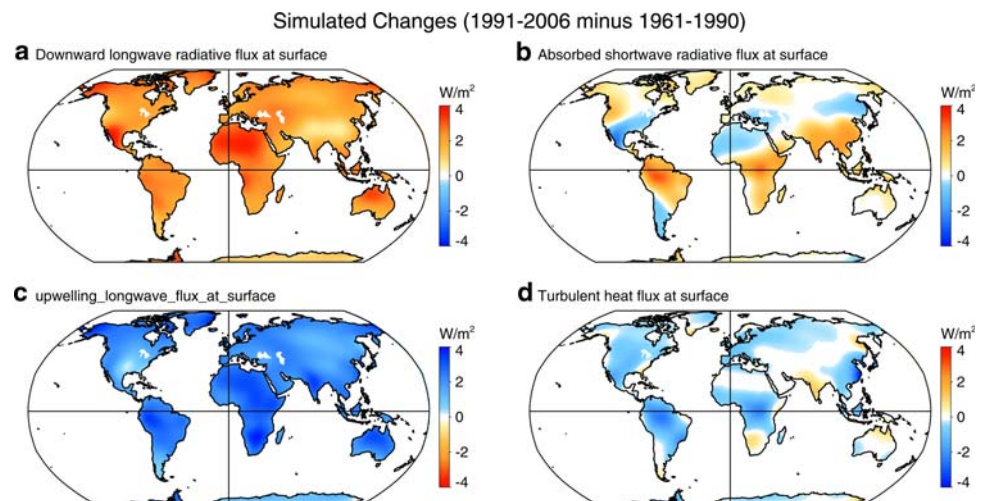 Simulated Changes (1991-2006 minus 1961-1990)
a Downward longwave radiative flux at surface
W/m²
4
2
0
-2
-4
b Absorbed shortwave radiative flux at surface
W/m²
4
2
0
-2
-4
c upwelling_longwave_flux_at_surface
W/m²
4
2
0
-2
-4
d Turbulent heat flux at surface
W/m²
4
2
0
-2
-4